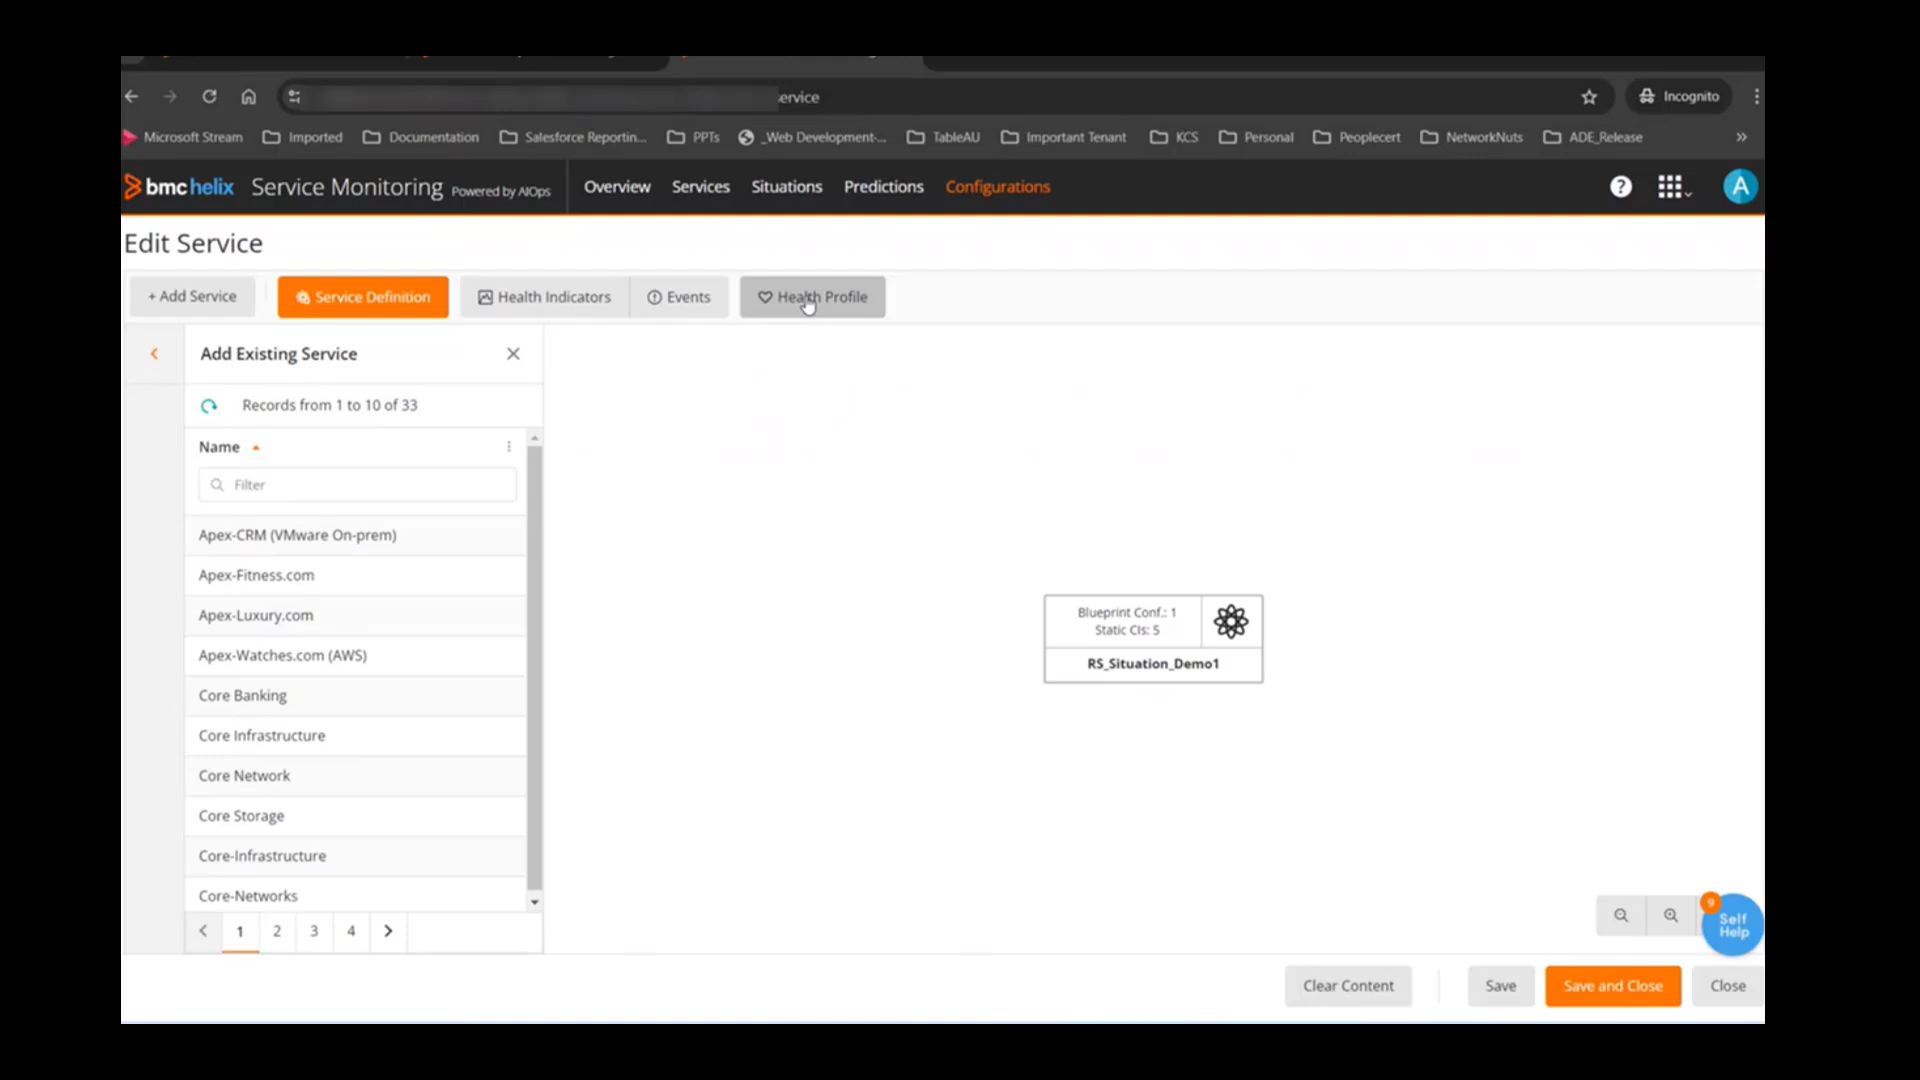 ervice
Incognito
Microsoft Stream Imported Documentation Salesforce Reportin... PPTs _Web Development-... TableAU Important Tenant KCS Personal Peoplecert NetworkNuts ADE_Release »
bmc helix Service Monitoring Powered by AIOps Overview Services Situations Predictions Configurations ? A
Edit Service
+ Add Service Service Definition Health Indicators Events Health Profile
Add Existing Service
Records from 1 to 10 of 33
Name
Filter
Apex-CRM (VMware On-prem)
Apex-Fitness.com
Apex-Luxury.com
Apex-Watches.com (AWS)
Core Banking
Core Infrastructure
Core Network
Core Storage
Core-Infrastructure
Core-Networks
1 2 3 4
Blueprint Conf.: 1
Static CIs: 5
RS_Situation_Demo1
9
Self
Help
Clear Content Save Save and Close Close